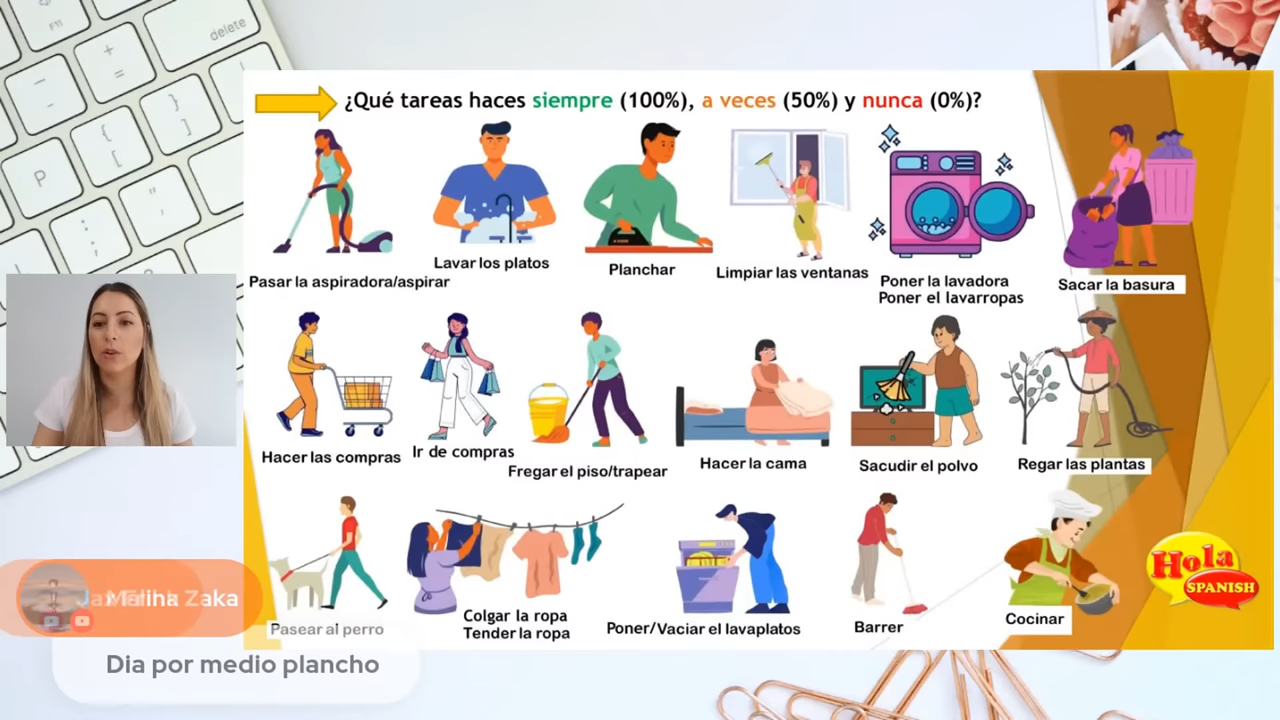 ¿Qué tareas haces siempre (100%), a veces (50%) y nunca (0%)?
Pasar la aspiradora/aspirar
Lavar los platos
Planchar
Limpiar las ventanas
Poner la lavadora
Poner el lavarropas
Sacar la basura
Hacer las compras
Ir de compras
Fregar el piso/trapear
Hacer la cama
Sacudir el polvo
Regar las plantas
Pasear al perro
Colgar la ropa
Tender la ropa
Poner/Vaciar el lavaplatos
Barrer
Cocinar
Hola
SPANISH
Zaka
Dia por medio plancho
F11
delete
P